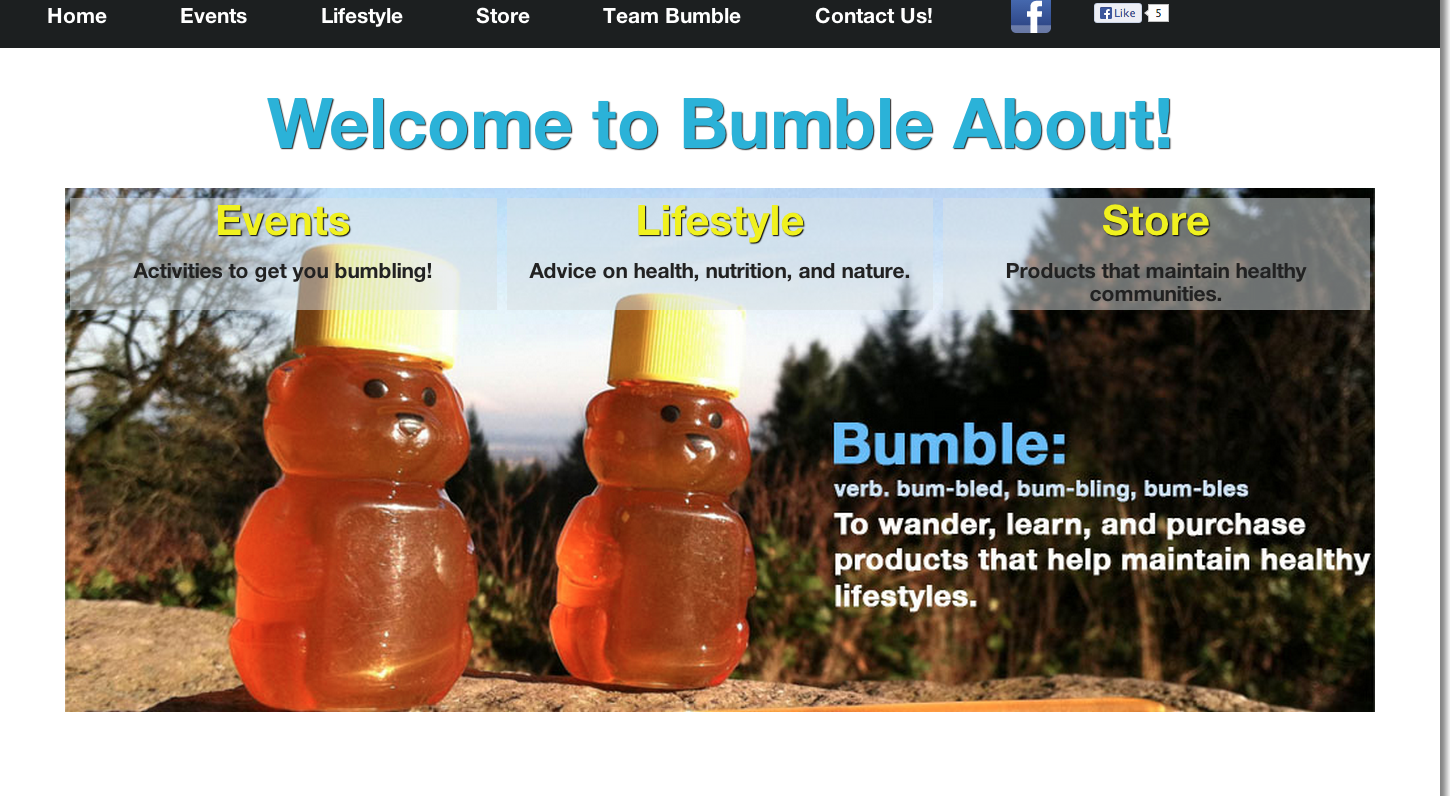 Home Events Lifestyle Store Team Bumble Contact Us! f Like 5
Welcome to Bumble About!
Events
Activities to get you bumbling!
Lifestyle
Advice on health, nutrition, and nature.
Store
Products that maintain healthy
communities.
Bumble:
verb. bum-bled, bum-bling, bum-bles
To wander, learn, and purchase
products that help maintain healthy
lifestyles.